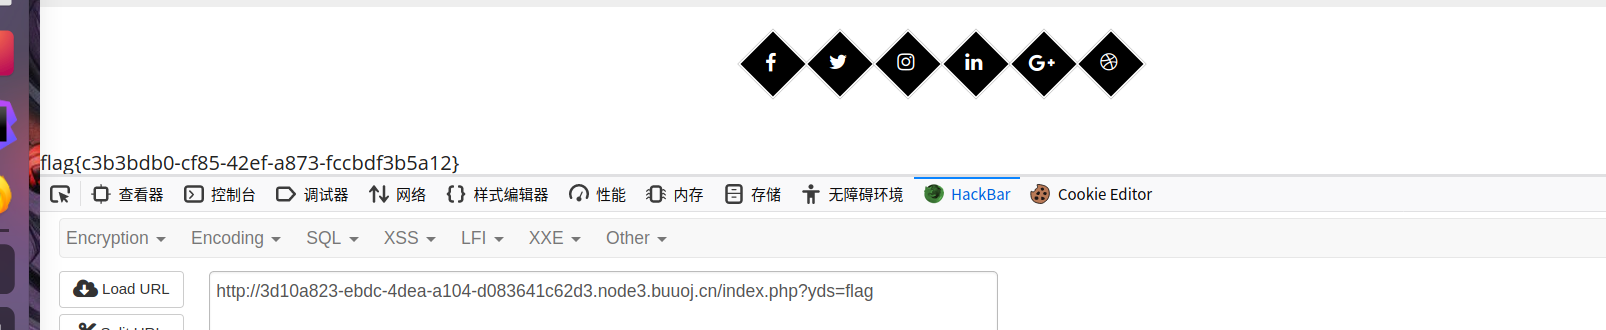 flag{c3b3bdb0-cf85-42ef-a873-fccbdf3b5a12}
查看器 控制台 调试器 网络 样式编辑器 性能 内存 存储 无障碍环境 HackBar Cookie Editor
Encryption Encoding SQL XSS LFI XXE Other
Load URL http://3d10a823-ebdc-4dea-a104-d083641c62d3.node3.buuoj.cn/index.php?yds=flag
Split URL